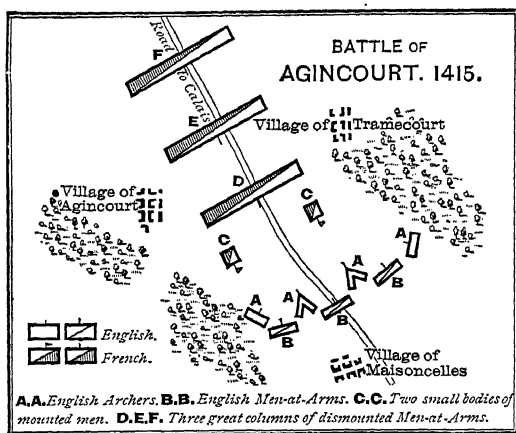 BATTLE OF
AGINCOURT. 1415.
Road to Calais
F
E
Village of Tramecourt
D
C
Village of
Agincourt
C
A
A
B
A
A
B
B
English.
French.
Village of
Maisoncelles
A.A. English Archers. B.B. English Men-at-Arms. C.C. Two small bodies of
mounted men. D.E.F. Three great columns of dismounted Men-at-Arms.